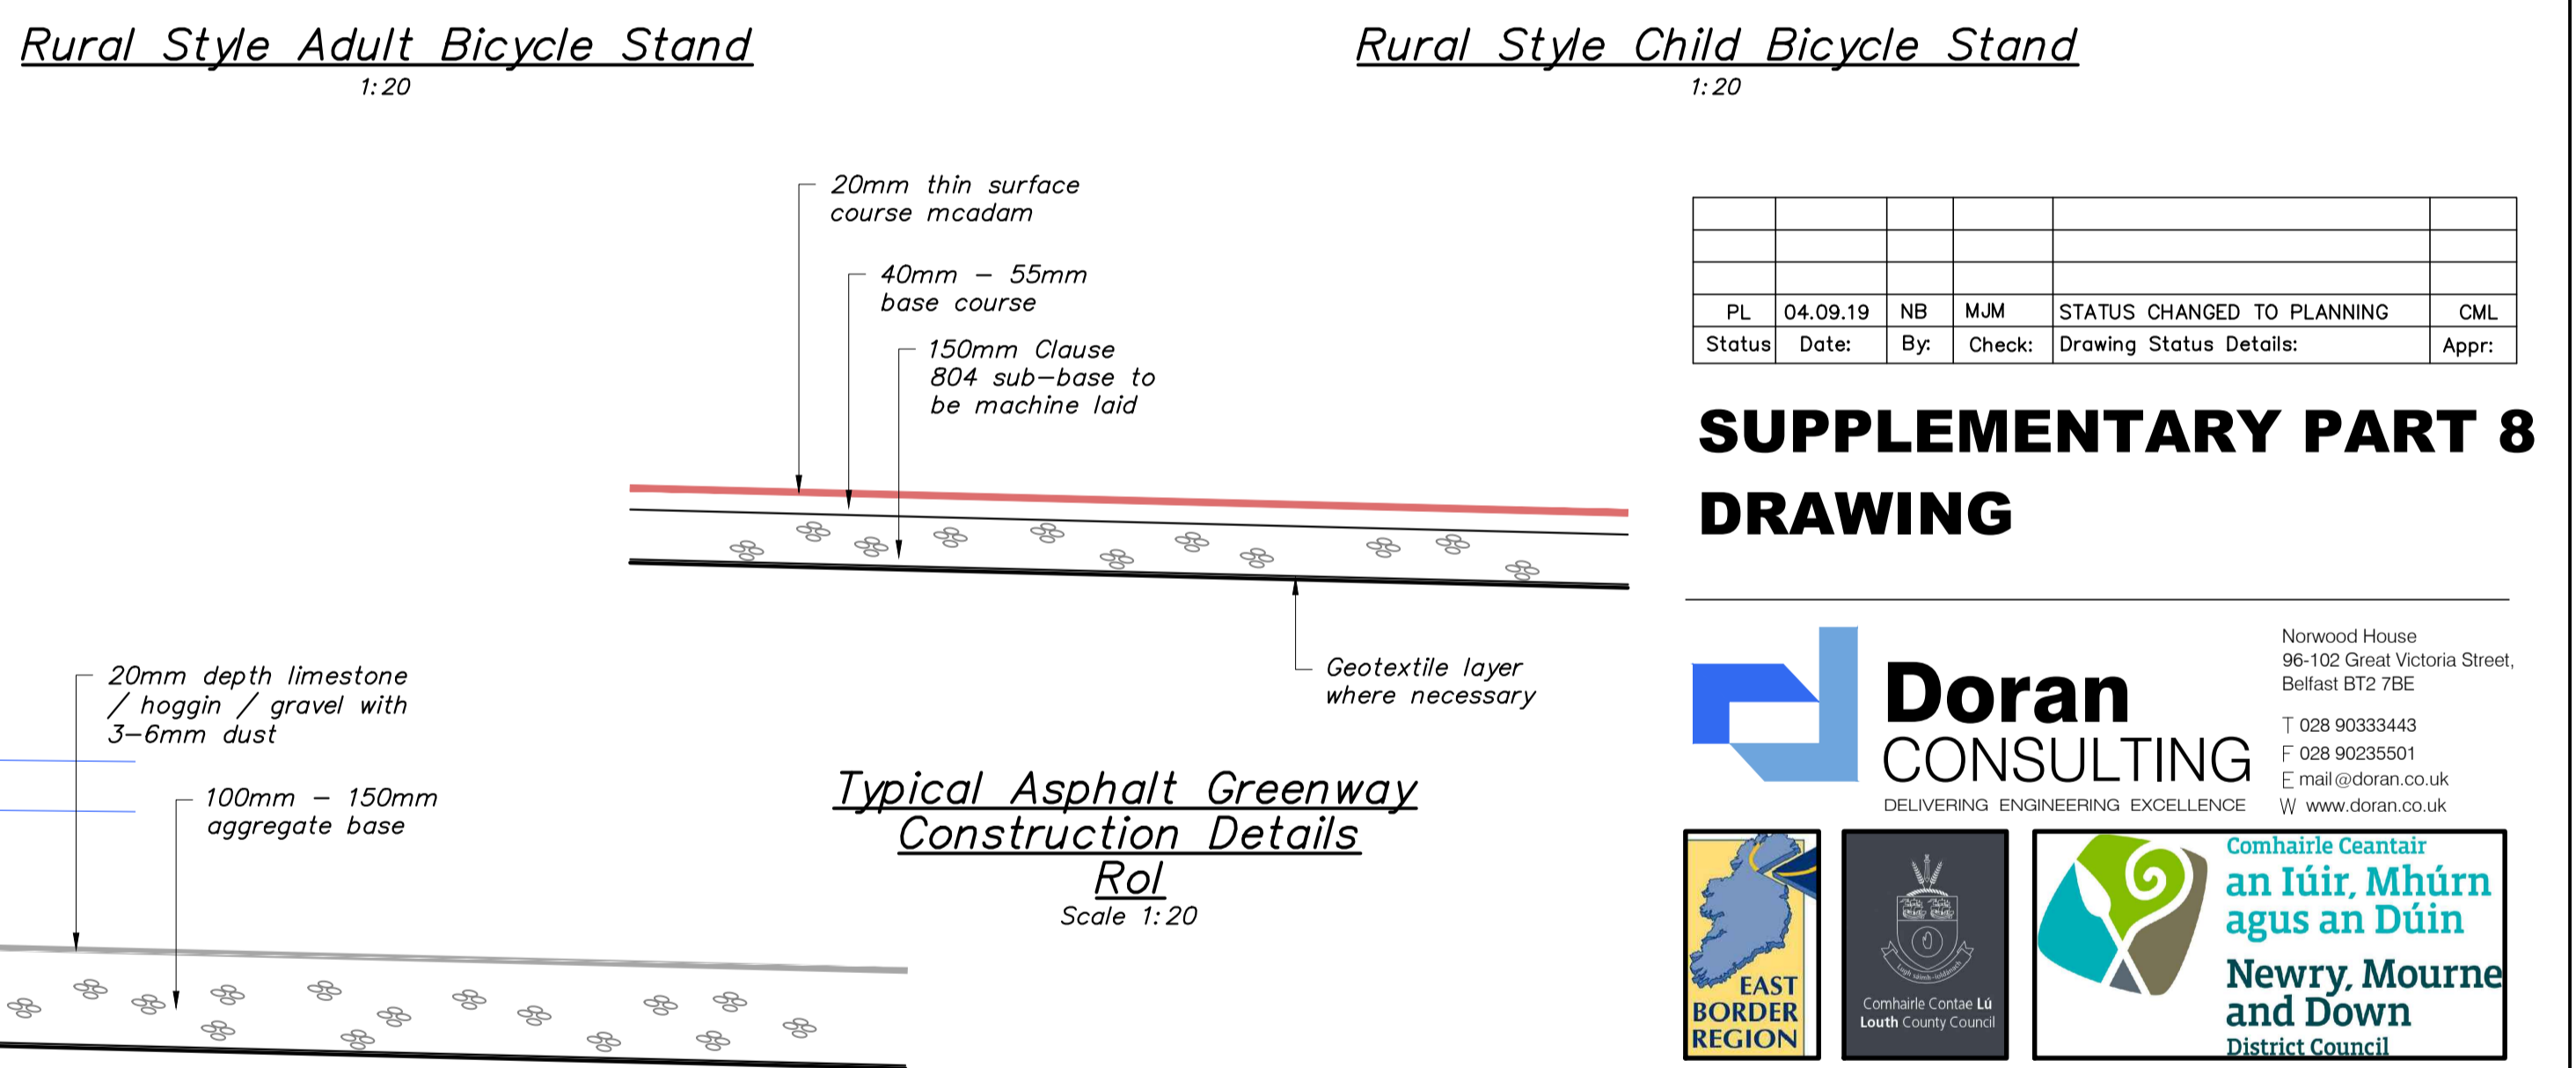 Rural Style Adult Bicycle Stand
1:20
Rural Style Child Bicycle Stand
1:20
20mm thin surface
course mcadam
40mm – 55mm
base course
150mm Clause
804 sub–base to
be machine laid
Geotextile layer
where necessary
Typical Asphalt Greenway
Construction Details
RoI
Scale 1:20
20mm depth limestone
/ hoggin / gravel with
3–6mm dust
100mm – 150mm
aggregate base
PL 04.09.19 NB MJM STATUS CHANGED TO PLANNING CML
Status Date: By: Check: Drawing Status Details: Appr:
SUPPLEMENTARY PART 8
DRAWING
Doran
CONSULTING
DELIVERING ENGINEERING EXCELLENCE
Norwood House
96-102 Great Victoria Street,
Belfast BT2 7BE
T 028 90333443
F 028 90235501
E mail@doran.co.uk
W www.doran.co.uk
EAST
BORDER
REGION
Comhairle Contae Lú
Louth County Council
Comhairle Ceantair
an Iúir, Mhúrn
agus an Dúin
Newry, Mourne
and Down
District Council